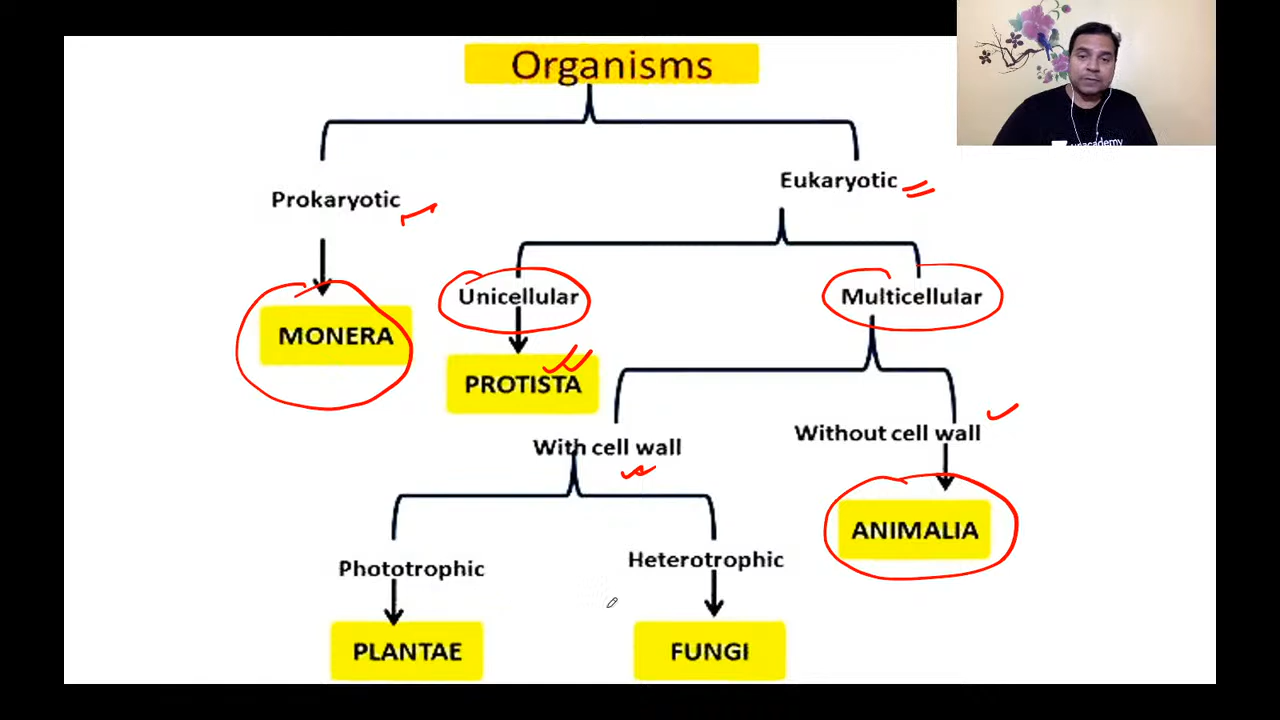 Organisms
Prokaryotic
Eukaryotic
Unicellular
Multicellular
MONERA
PROTISTA
With cell wall
Without cell wall
ANIMALIA
Phototrophic
Heterotrophic
PLANTAE
FUNGI